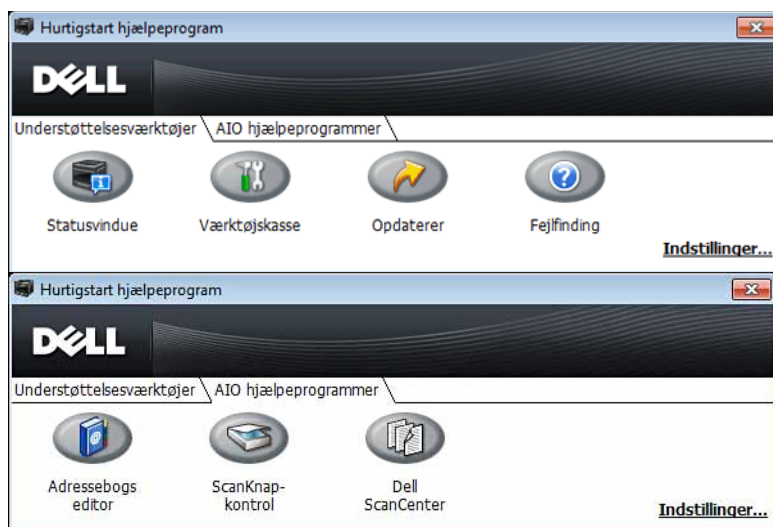 Hurtigstart hjælpeprogram
DELL
Understøttelsesværktøjer AIO hjælpeprogrammer
Statusvindue Værktøjskasse Opdaterer Fejlfinding
Indstillinger...
Hurtigstart hjælpeprogram
DELL
Understøttelsesværktøjer AIO hjælpeprogrammer
Adressebogs ScanKnap- Dell
editor kontrol ScanCenter
Indstillinger...